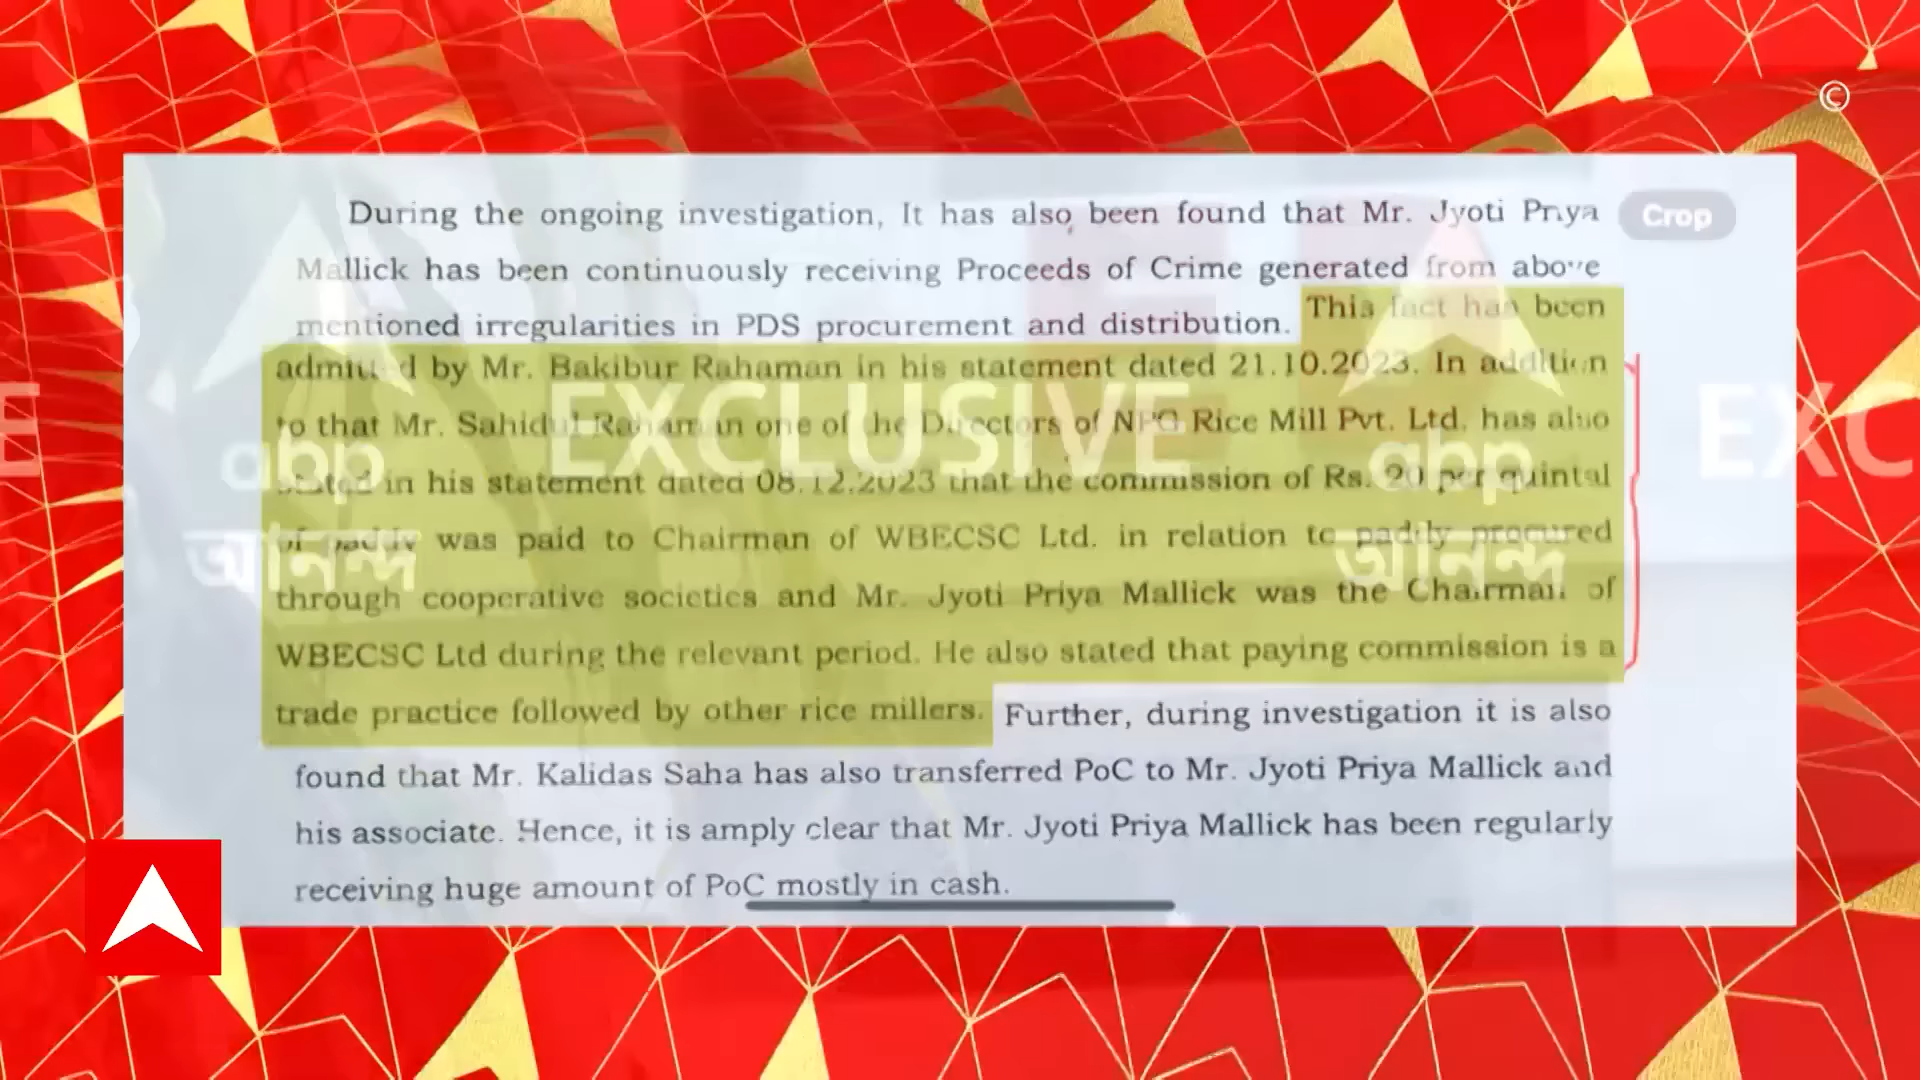 ©
Crop
During the ongoing investigation, It has also been found that Mr. Jyoti Priya
Mallick has been continuously receiving Proceeds of Crime generated from above
mentioned irregularities in PDS procurement and distribution. This fact has been
admitted by Mr. Bakibur Rahaman in his statement dated 21.10.2023. In addition
to that Mr. Sahidul Rahaman one of the Directors of NPG Rice Mill Pvt. Ltd. has also
stated in his statement dated 08.12.2023 that the commission of Rs. 20 per quintal
of paddy was paid to Chairman of WBECSC Ltd. in relation to paddy procured
through cooperative societies and Mr. Jyoti Priya Mallick was the Chairman of
WBECSC Ltd during the relevant period. He also stated that paying commission is a
trade practice followed by other rice millers. Further, during investigation it is also
found that Mr. Kalidas Saha has also transferred PoC to Mr. Jyoti Priya Mallick and
his associate. Hence, it is amply clear that Mr. Jyoti Priya Mallick has been regularly
receiving huge amount of PoC mostly in cash.
E
EXCLUSIVE
EXC
abp
আনন্দ
abp
আনন্দ